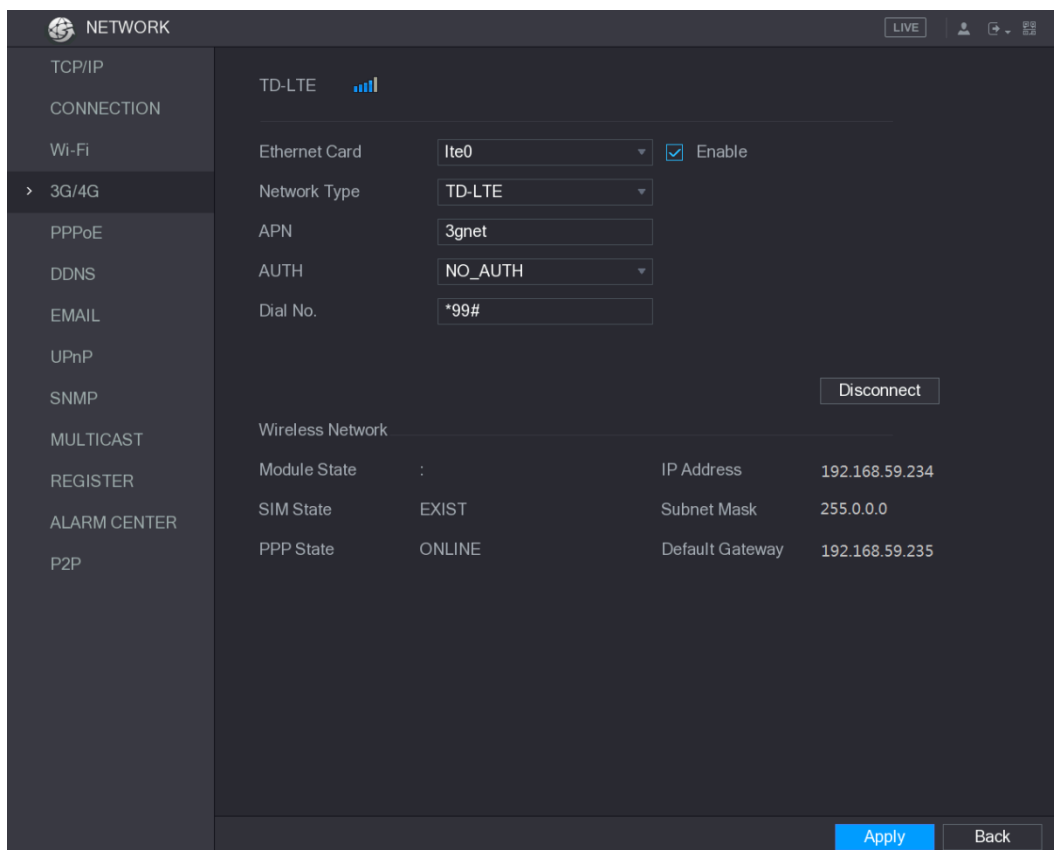 NETWORK LIVE
TCP/IP
CONNECTION
Wi-Fi
3G/4G
PPPoE
DDNS
EMAIL
UPnP
SNMP
MULTICAST
REGISTER
ALARM CENTER
P2P
TD-LTE
Ethernet Card lte0 Enable
Network Type TD-LTE
APN 3gnet
AUTH NO_AUTH
Dial No. *99#
Disconnect
Wireless Network
Module State : IP Address 192.168.59.234
SIM State EXIST Subnet Mask 255.0.0.0
PPP State ONLINE Default Gateway 192.168.59.235
Apply Back